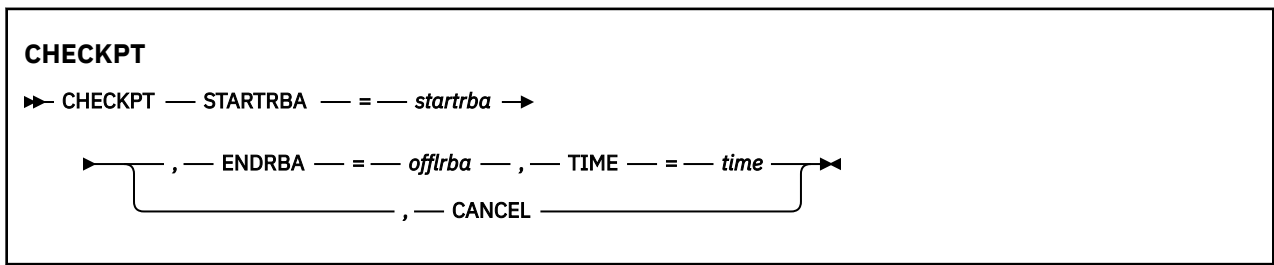 CHECKPT
CHECKPT STARTRBA = startrba
, ENDRBA = offlrba , TIME = time
, CANCEL